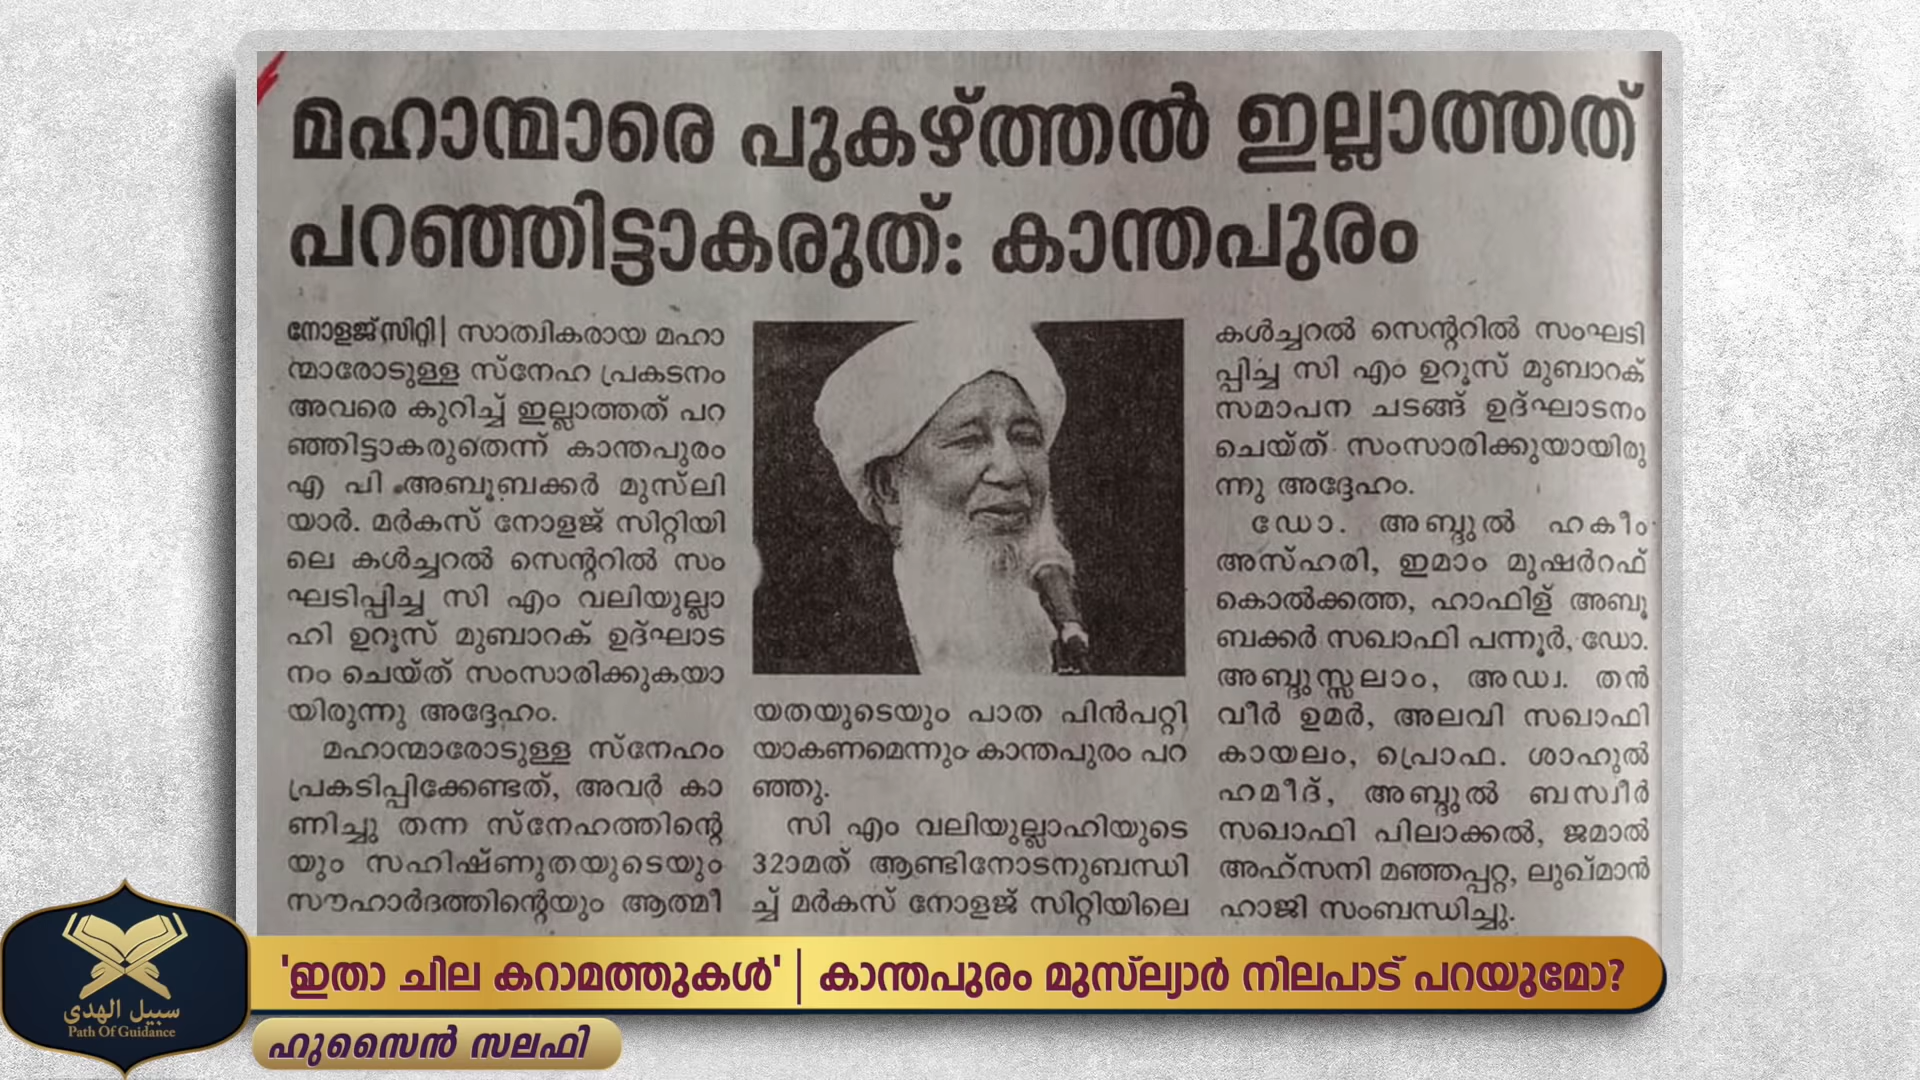 മഹാന്മാരെ പുകഴ്ത്തൽ ഇല്ലാത്തത്
പറഞ്ഞിട്ടാകരുത്: കാന്തപുരം
നോളജ്സിറ്റി| സാത്വികരായ മഹാ
ന്മാരോടുള്ള സ്നേഹ പ്രകടനം
അവരെ കുറിച്ച് ഇല്ലാത്തത് പറ
ഞ്ഞിട്ടാകരുതെന്ന് കാന്തപുരം
എ പി അബൂബക്കർ മുസ്‌ലി
യാർ. മർകസ് നോളജ് സിറ്റിയി
ലെ കൾച്ചറൽ സെന്ററിൽ സം
ഘടിപ്പിച്ച സി എം വലിയുല്ലാ
ഹി ഉറൂസ് മുബാറക് ഉദ്ഘാട
നം ചെയ്ത് സംസാരിക്കുകയാ
യിരുന്നു അദ്ദേഹം.
മഹാന്മാരോടുള്ള സ്നേഹം
പ്രകടിപ്പിക്കേണ്ടത്, അവർ കാ
ണിച്ചു തന്ന സ്നേഹത്തിന്റെ
യും സഹിഷ്ണുതയുടെയും
സൗഹാർദത്തിന്റെയും ആത്മീ
യതയുടെയും പാത പിൻപറ്റി
യാകണമെന്നും കാന്തപുരം പറ
ഞ്ഞു.
സി എം വലിയുല്ലാഹിയുടെ
32ാമത് ആണ്ടിനോടനുബന്ധി
ച്ച് മർകസ് നോളജ് സിറ്റിയിലെ
കൾച്ചറൽ സെന്ററിൽ സംഘടി
പ്പിച്ച സി എം ഉറൂസ് മുബാറക്
സമാപന ചടങ്ങ് ഉദ്ഘാടനം
ചെയ്ത് സംസാരിക്കുയായിരു
ന്നു അദ്ദേഹം.
ഡോ. അബ്ദുൽ ഹകീം
അസ്ഹരി, ഇമാം മുഷർറഫ്
കൊൽക്കത്ത, ഹാഫിള് അബൂ
ബക്കർ സഖാഫി പന്നൂർ, ഡോ.
അബ്ദുസ്സലാം, അഡ്വ. തൻ
വീർ ഉമർ, അലവി സഖാഫി
കായലം, പ്രൊഫ. ശാഹുൽ
ഹമീദ്, അബ്ദുൽ ബസ്വീർ
സഖാഫി പിലാക്കൽ, ജമാൽ
അഹ്സനി മഞ്ഞപ്പറ്റ, ലുഖ്മാൻ
ഹാജി സംബന്ധിച്ചു.
'ഇതാ ചില കറാമത്തുകൾ' | കാന്തപുരം മുസ്‌ല്യാർ നിലപാട് പറയുമോ?
ഹുസൈൻ സലഫി
سبيل الهدى
Path Of Guidance